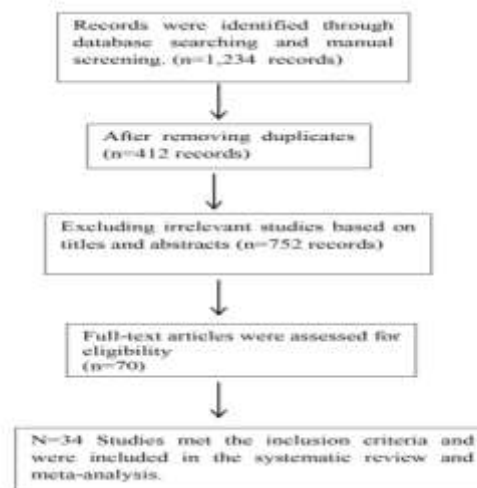 Records were identified through
database searching and manual
screening. (n=1,234 records)
After removing duplicates
(n=412 records)
Excluding irrelevant studies based on
titles and abstracts (n=752 records)
Full-text articles were assessed for
eligibility
(n=70)
N=34 Studies met the inclusion criteria and
were included in the systematic review and
meta-analysis.